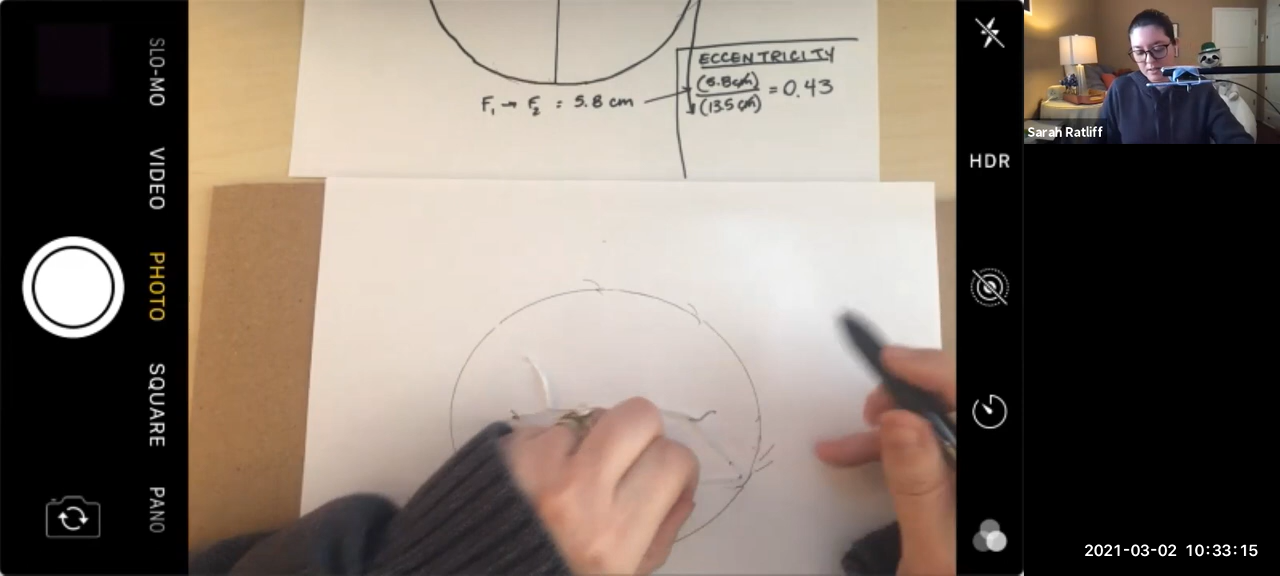 SLO-MO
VIDEO
PHOTO
SQUARE
PANO
ECCENTRICITY
(5.8cm)
(13.5cm)
= 0.43
F₁ → F₂ = 5.8 cm
HDR
Sarah Ratliff
2021-03-02 10:33:15